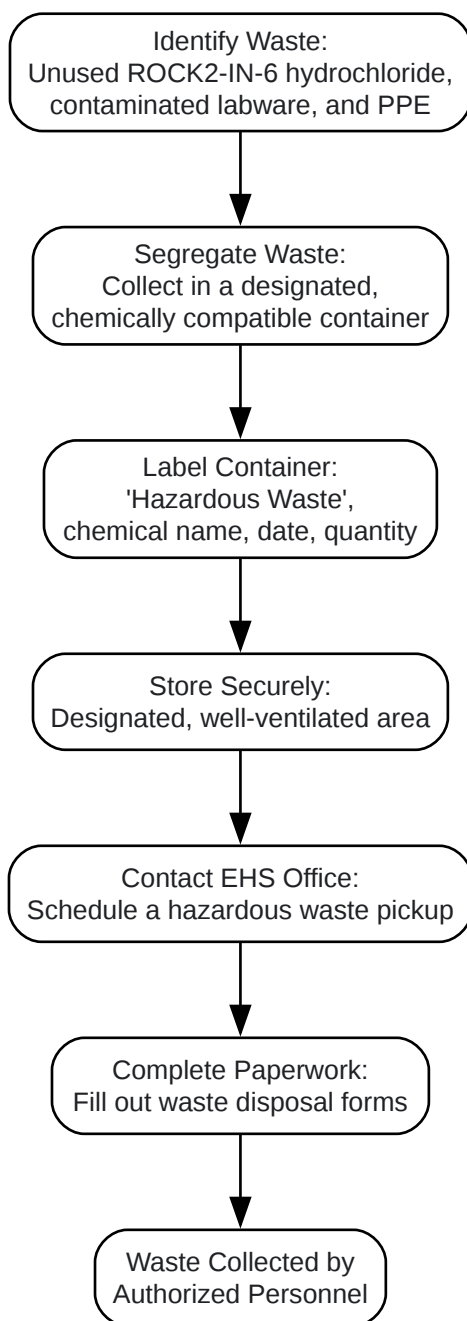 Identify Waste:
Unused ROCK2-IN-6 hydrochloride,
contaminated labware, and PPE
Segregate Waste:
Collect in a designated,
chemically compatible container
Label Container:
'Hazardous Waste',
chemical name, date, quantity
Store Securely:
Designated, well-ventilated area
Contact EHS Office:
Schedule a hazardous waste pickup
Complete Paperwork:
Fill out waste disposal forms
Waste Collected by
Authorized Personnel